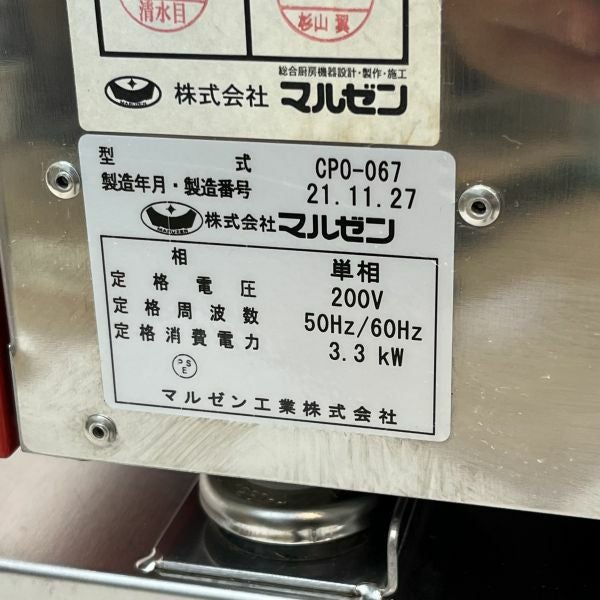 清水目
杉山 翼
総合厨房機器設計・製作・施工
MARUZEN 株式会社 マルゼン
型式 CPO-067
製造年月・製造番号 21.11.27
MARUZEN 株式会社 マルゼン
相 単相
定格電圧 200V
定格周波数 50Hz/60Hz
定格消費電力 3.3 kW
PSE
マルゼン工業株式会社